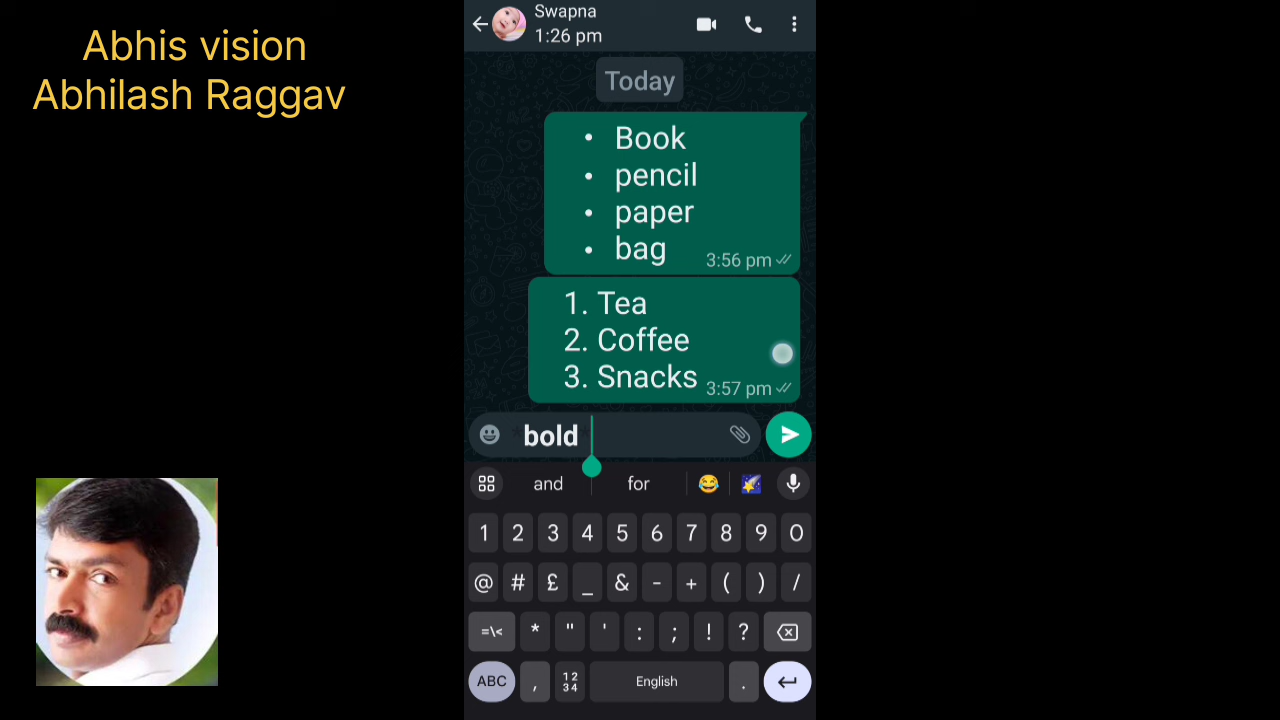 Abhis vision
Abhilash Raggav
Swapna
1:26 pm
Today
• Book
• pencil
• paper
• bag
3:56 pm
1. Tea
2. Coffee
3. Snacks
3:57 pm
bold
and for
1 2 3 4 5 6 7 8 9 0
@ # £ _ & - + ( ) /
=\< * " ' : ; ! ?
ABC , 12 34 English .